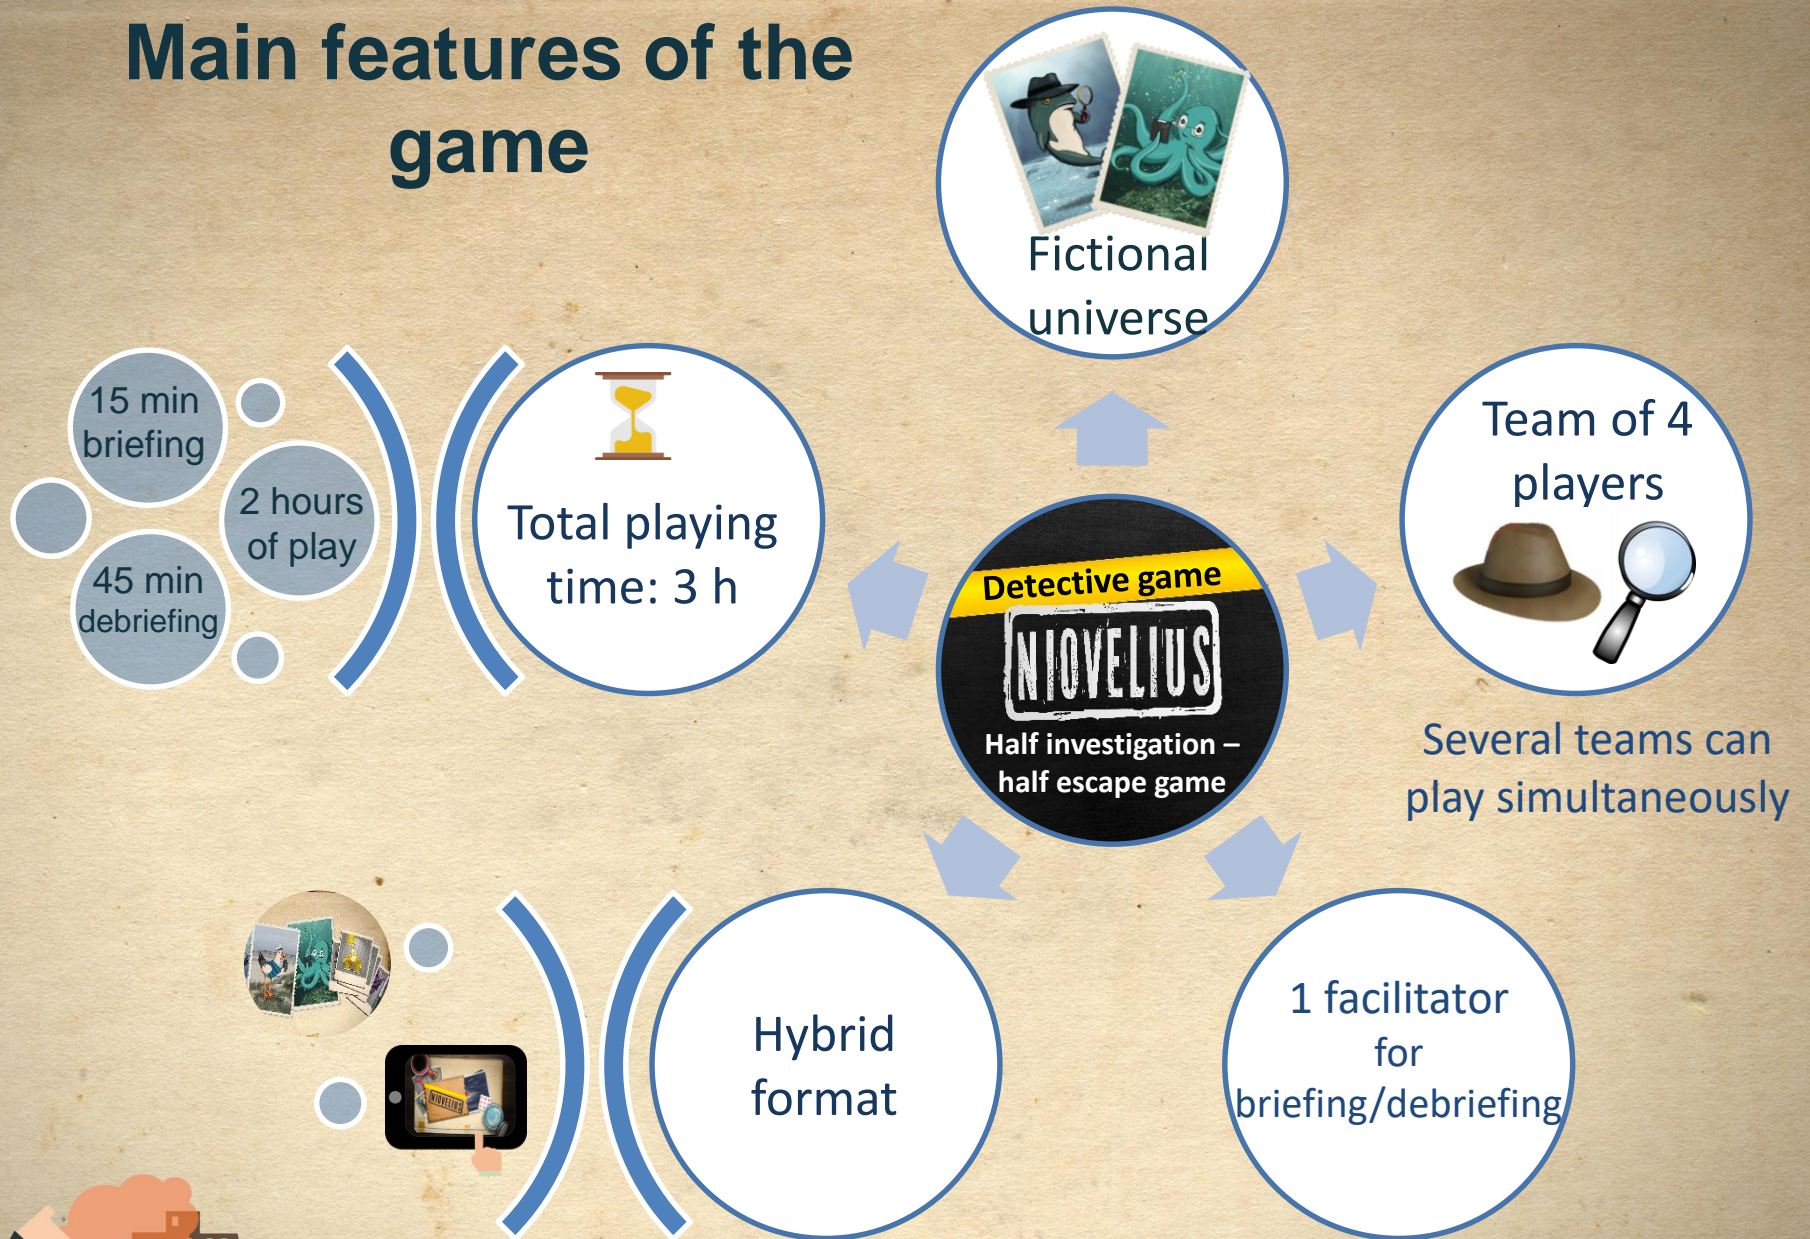 Main features of the
game
Fictional
universe
15 min
briefing
2 hours
of play
45 min
debriefing
Total playing
time: 3 h
Team of 4
players
Several teams can
play simultaneously
Detective game
NIOVELIUS
Half investigation –
half escape game
Hybrid
format
NIOVELIUS
1 facilitator
for
briefing/debriefing